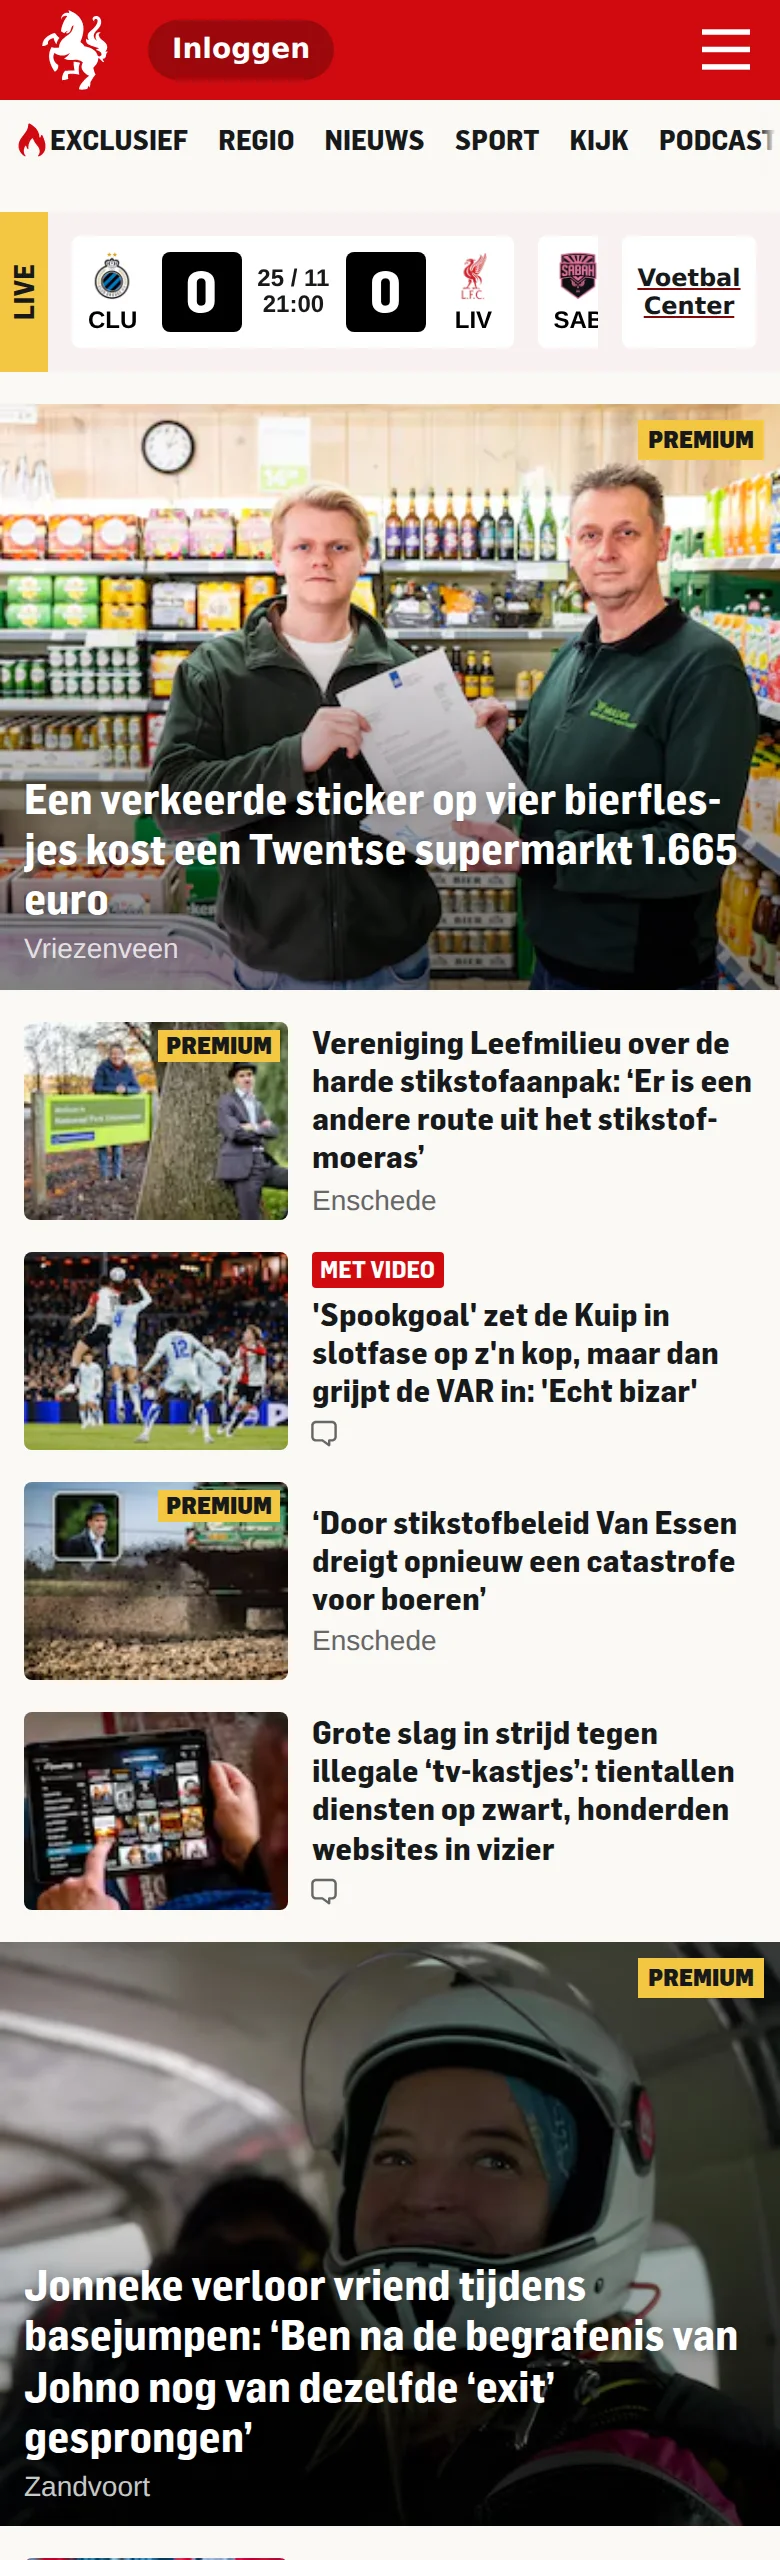 Inloggen
EXCLUSIEF REGIO NIEUWS SPORT KIJK PODCAST
LIVE
CLU
0
25 / 11
21:00
0
L.F.C.
LIV
SABAH
SAB
Voetbal
Center
PREMIUM
Een verkeerde sticker op vier bierfles-
jes kost een Twentse supermarkt 1.665
euro
Vriezenveen
PREMIUM
Vereniging Leefmilieu over de
harde stikstofaanpak: ‘Er is een
andere route uit het stikstof-
moeras’
Enschede
MET VIDEO
'Spookgoal' zet de Kuip in
slotfase op z'n kop, maar dan
grijpt de VAR in: 'Echt bizar'
PREMIUM
‘Door stikstofbeleid Van Essen
dreigt opnieuw een catastrofe
voor boeren’
Enschede
Grote slag in strijd tegen
illegale ‘tv-kastjes’: tientallen
diensten op zwart, honderden
websites in vizier
PREMIUM
Jonneke verloor vriend tijdens
basejumpen: ‘Ben na de begrafenis van
Johno nog van dezelfde ‘exit’
gesprongen’
Zandvoort